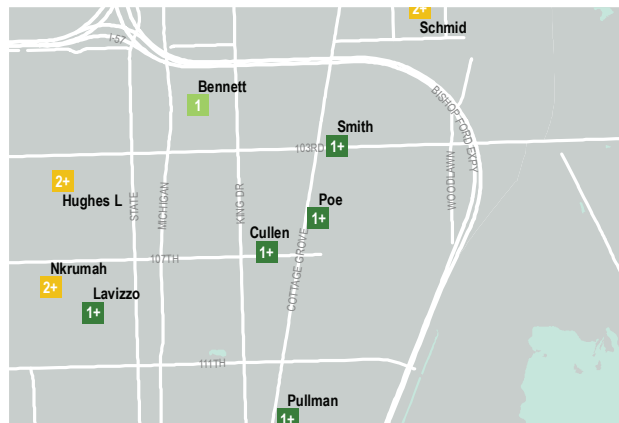 2+
Schmid
I-57
Bennett
1
BISHOP FORD EXPY
Smith
103RD
1+
2+
Hughes L
STATE
MICHIGAN
KING DR
WOODLAWN
Poe
1+
Cullen
1+
COTTAGE GROVE
107TH
Nkrumah
2+
Lavizzo
1+
111TH
Pullman
1+